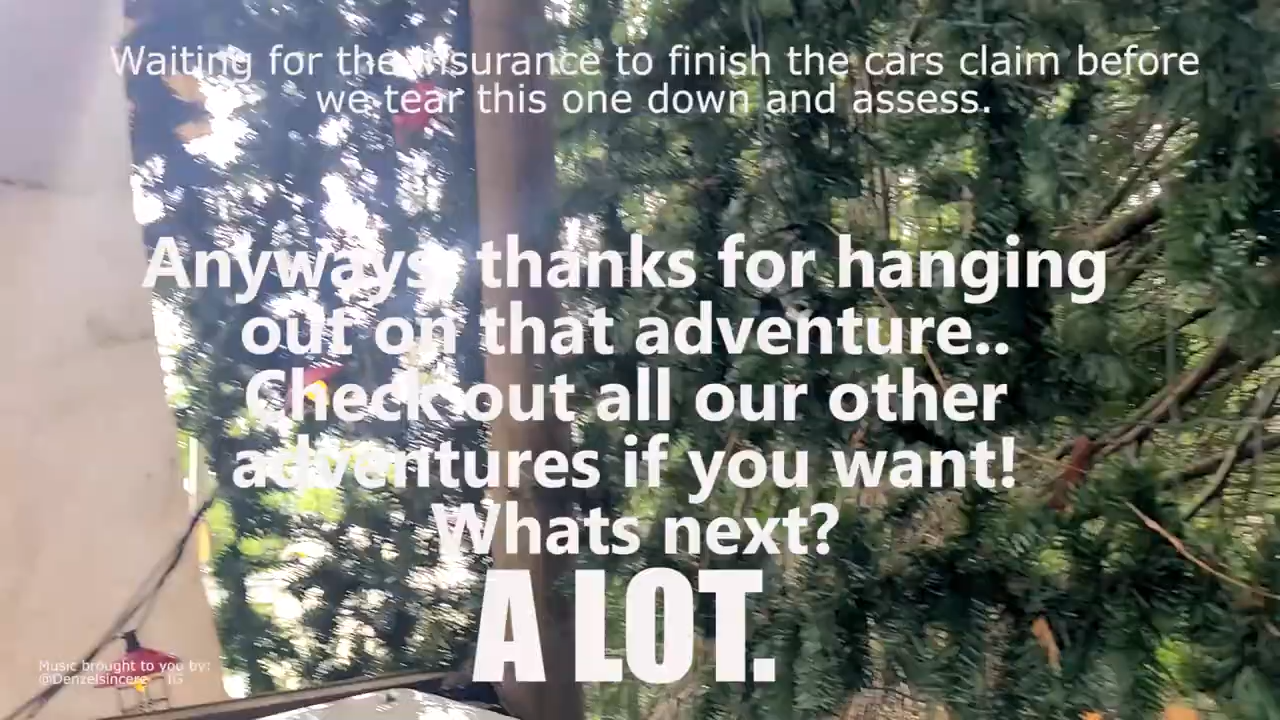 Waiting for the insurance to finish the cars claim before
we tear this one down and assess.
Anyways, thanks for hanging
out on that adventure..
Check out all our other
adventures if you want!
Whats next?
A LOT.
Music brought to you by:
@Denzelsincere - IG